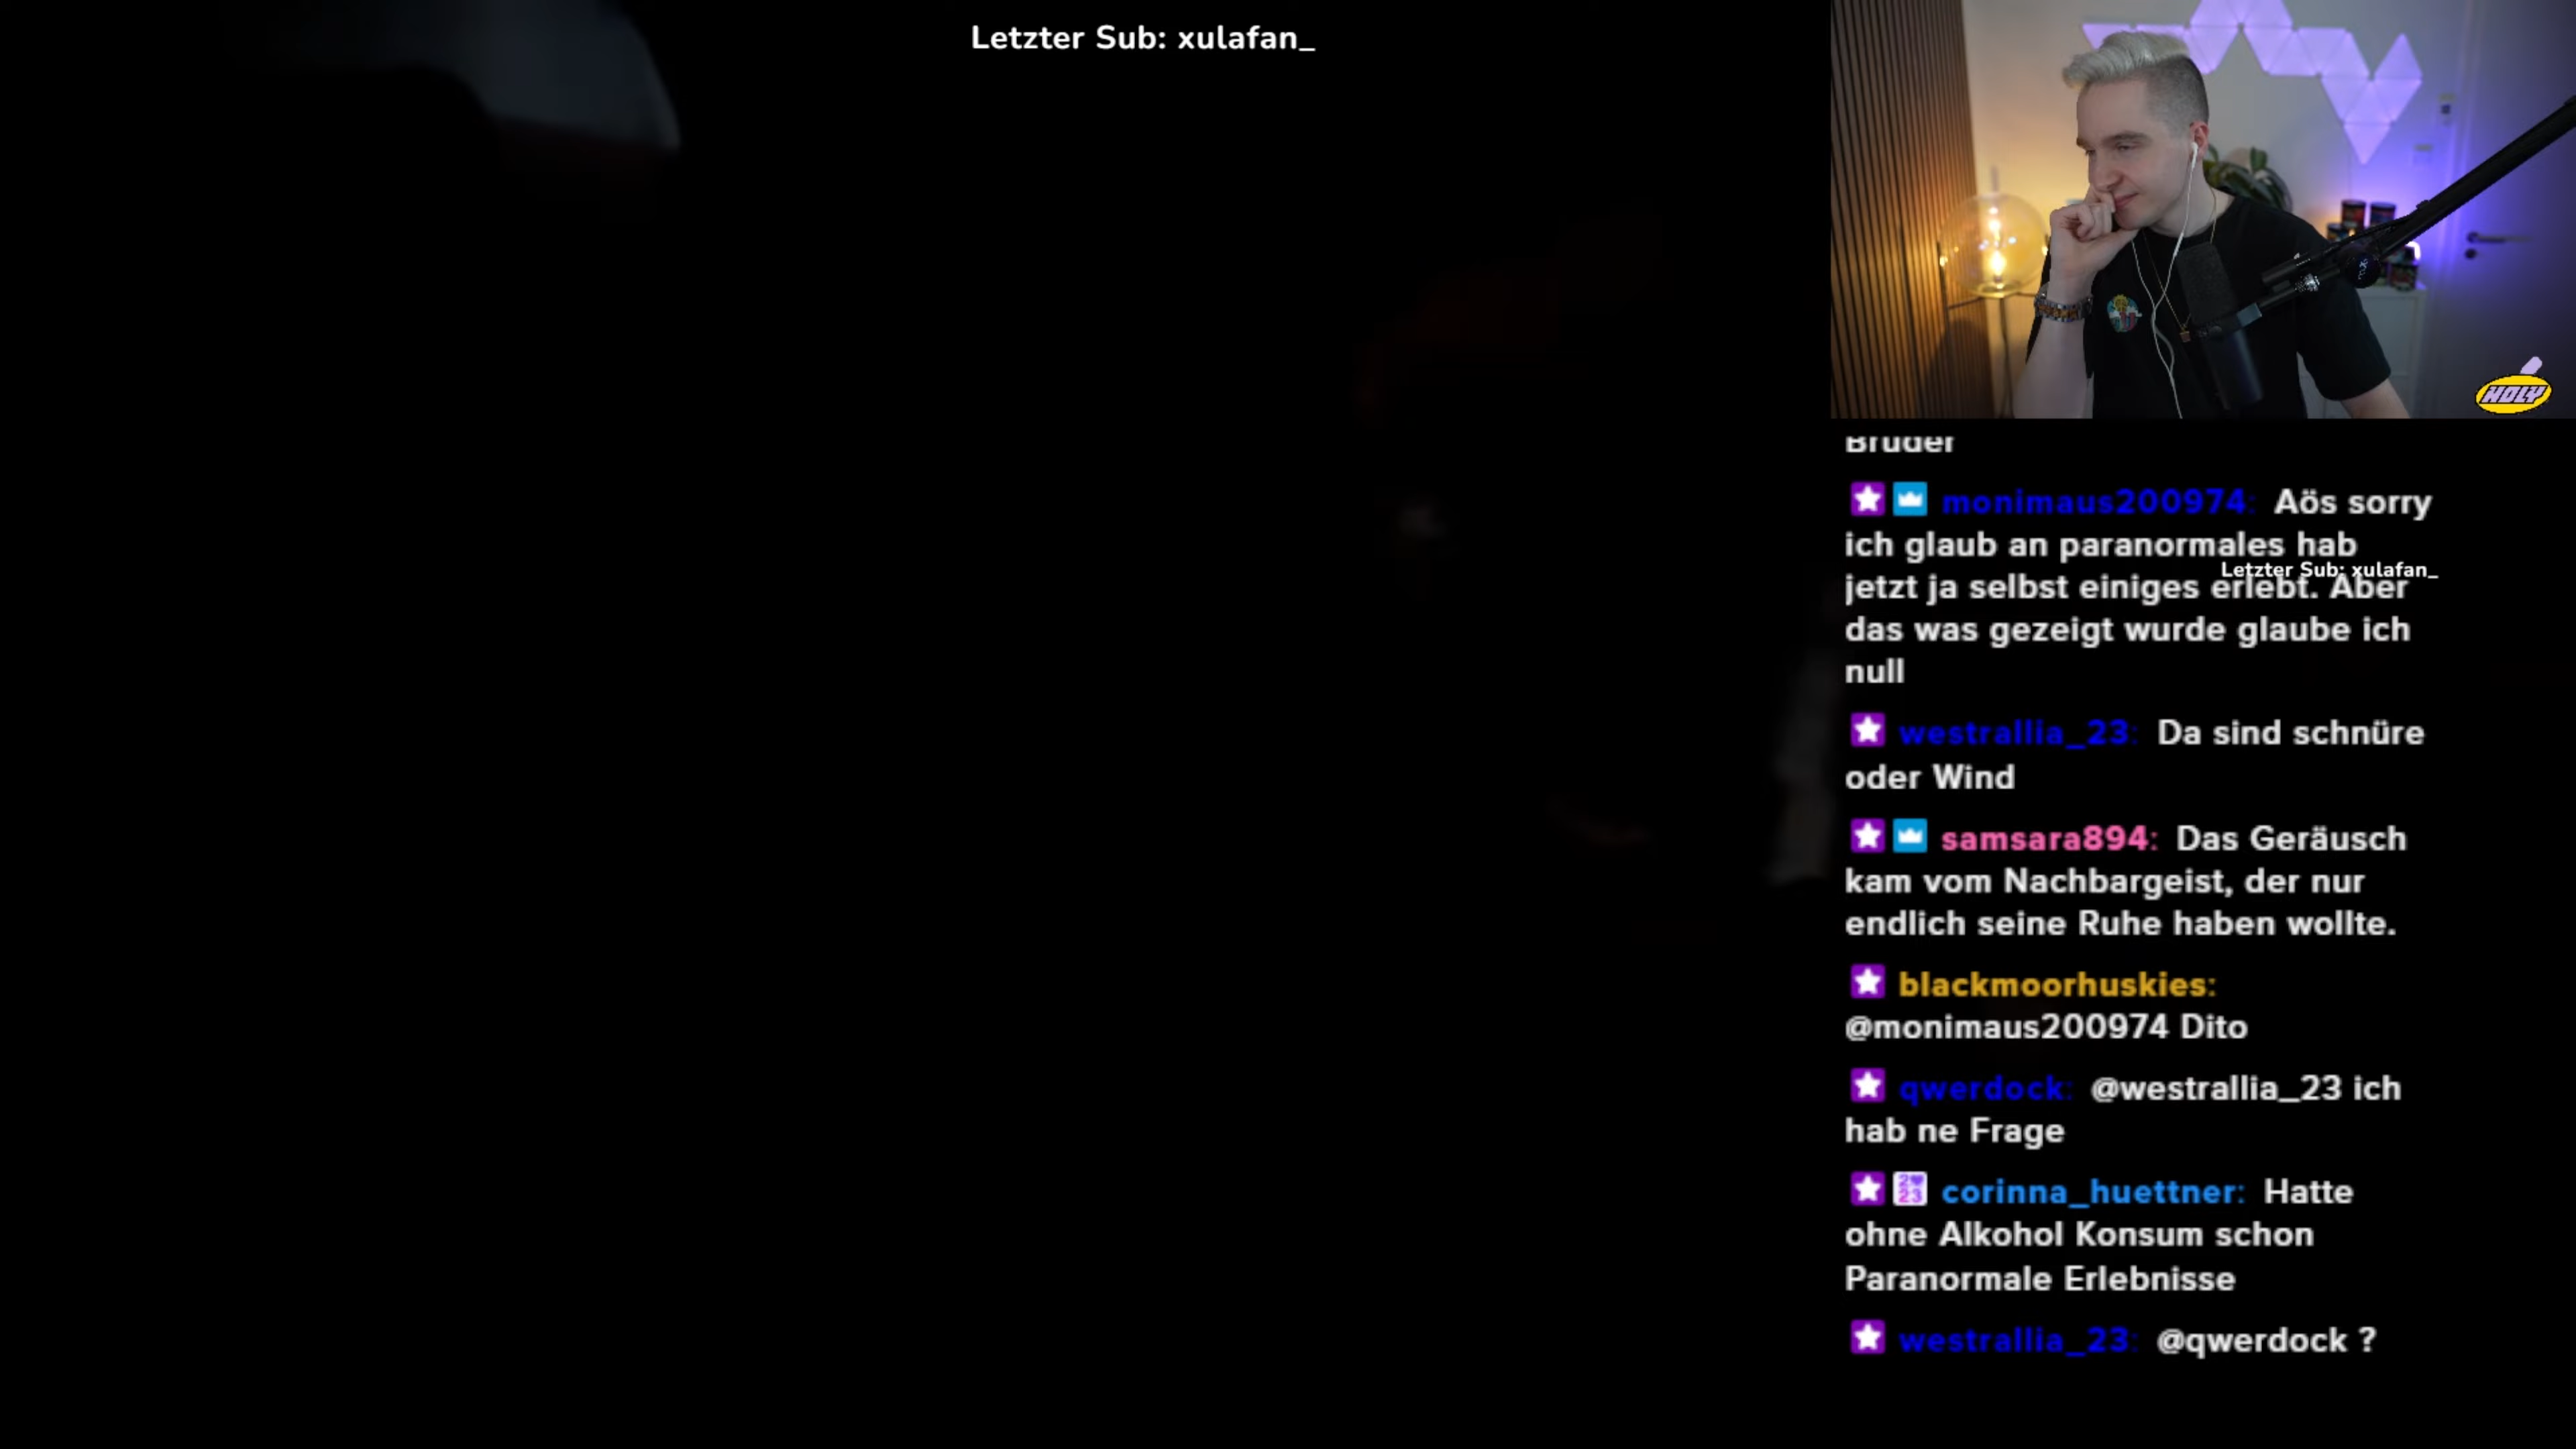 Letzter Sub: xulafan_
HOLY
Bruder
monimaus200974: Aös sorry
ich glaub an paranormales hab
Letzter Sub: xulafan_
jetzt ja selbst einiges erlebt. Aber
das was gezeigt wurde glaube ich
null
westrallia_23: Da sind schnüre
oder Wind
samsara894: Das Geräusch
kam vom Nachbargeist, der nur
endlich seine Ruhe haben wollte.
blackmoorhuskies:
@monimaus200974 Dito
qwerdock: @westrallia_23 ich
hab ne Frage
corinna_huettner: Hatte
ohne Alkohol Konsum schon
Paranormale Erlebnisse
westrallia_23: @qwerdock ?